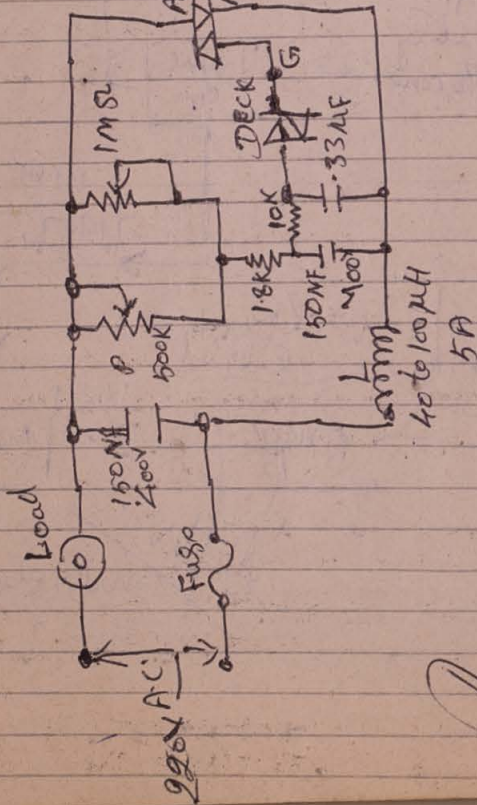 220V A.C
Load
Fuse
150NF
400V
P
500K
1MΩ
1.8K
150NF
400V
10K
.33µF
DECK
G
A
L
40 to 100µH
5A